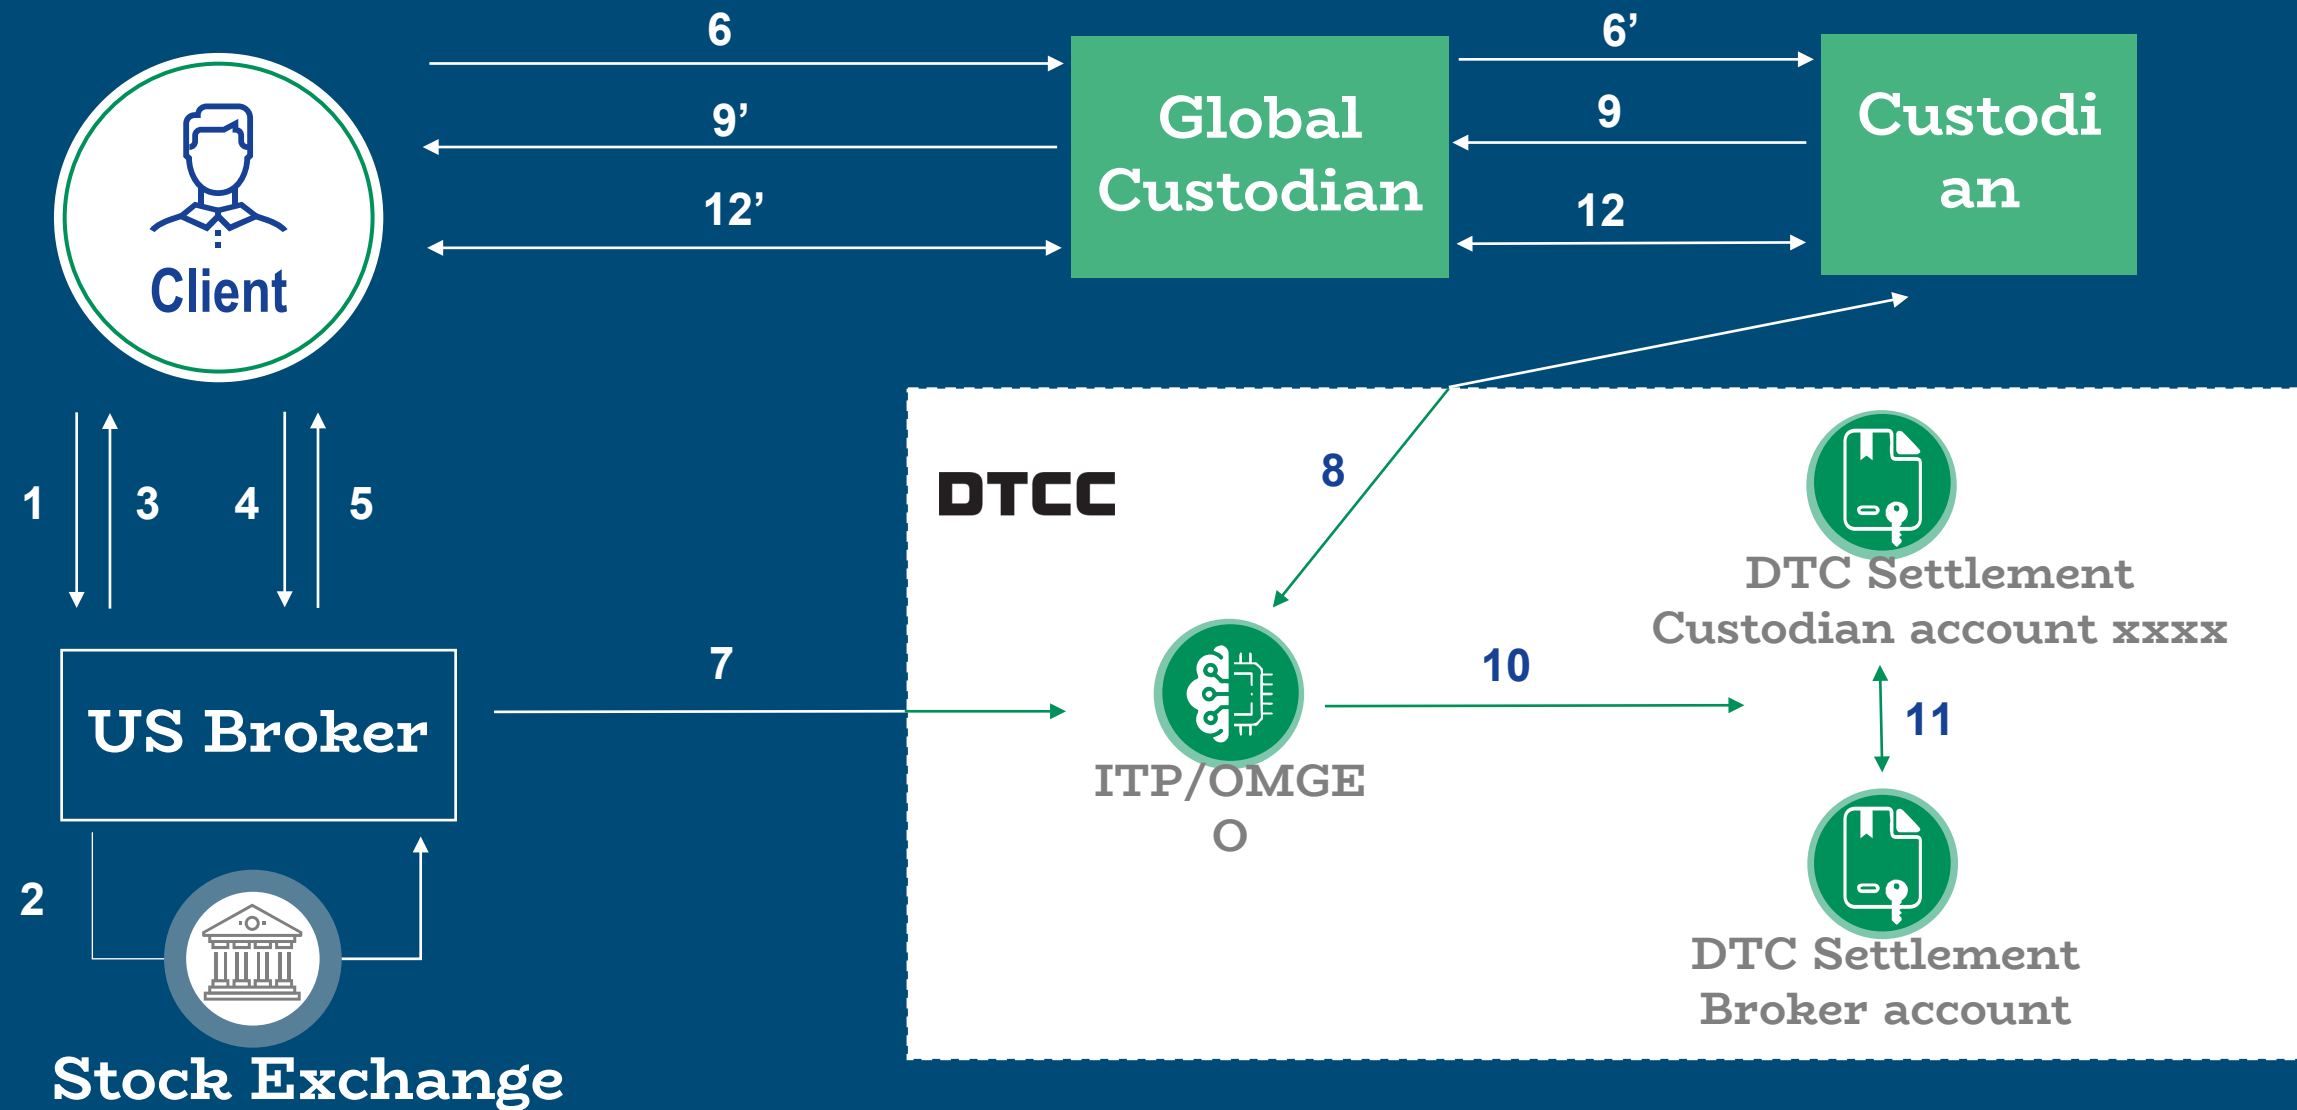 6
6’
Global
Custodian
Custodi
an
9’
9
12’
12
Client
1
3
4
5
DTCC
8
DTC Settlement
Custodian account xxxx
7
10
11
US Broker
ITP/OMGE
O
2
DTC Settlement
Broker account
Stock Exchange